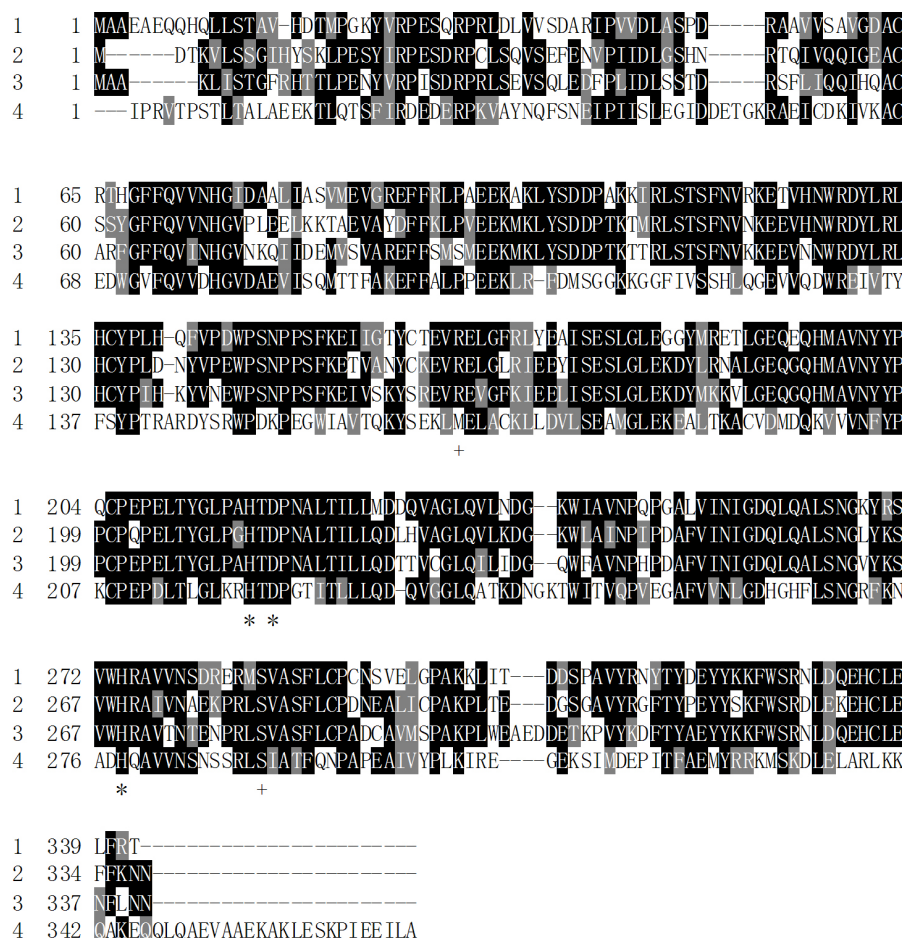 1 1 MAAEAEQQHQLLSTAV-HDTMPGKYVRPESQRPRLDLVVSDARIPVVDLASPD-----RAAVVSAVGDAC
2 1 M------DTKVLSSGIHYSKLPESYIRPESDRPCLSQVSEFENVPIIDLGSHN-----RTQIVQQIGEAC
3 1 MAA------KLISTGFRHTTLPENYVRPISDRPRLSEVSQLEDFPLIDLSSTD-----RSFLIQQIHQAC
4 1 ---IPRVTPSTLTALAEEKTLQTSFIRDEDERPKVAYNQFSNEIPIISLEGIDDETGKRAEICDKIVKAC
1 65 RTHGFFQVVNHGIDAALIASVMEVGREFFRLPAEEKAKLYSDDPAKKIRLSTSFNVRKETVHNWRDYLRL
2 60 SSYGFFQVVNHGVPLEELKKTAEVAYDFFKLPVEEKMKLYSDDPTKTMRLSTSFNVNKEEVHNWRDYLRL
3 60 ARFGFFQVINHGVNKQIIDEMVSVAREFFSMSMEEKMKLYSDDPTKTTRLSTSFNVKKEEVNNWRDYLRL
4 68 EDWGVFQVVDHGVDAEVISQMTTFAKEFFALPPEEKLR-FDMSGGKKGGFIVSSHLQGEVVQDWREIVTY
1 135 HCYPLH-QFVPDWPSNPPSFKEIIGTYCTEVRELGFRLYEAISESLGLEGGYMRETLGEQEQHMAVNYYP
2 130 HCYPLD-NYVPEWPSNPPSFKETVANYCKEVRELGLRIEEYISESLGLEKDYLRNALGEQGQHMAVNYYP
3 130 HCYPIH-KYVNEWPSNPPSFKEIVSKYSREVREVGFKIEELISESLGLEKDYMKKVLGEQGQHMAVNYYP
4 137 FSYPTRARDYSRWPDKPEGWIAVTQKYSEKLMELACKLLDVLSEAMGLEKEALTKACVDMDQKVVVNFYP
+
1 204 QCPEPELTYGLPAHTDPNALTILLMDDQVAGLQVLNDG--KWIAVNPQPGALVINIGDQLQALSNGKYRS
2 199 PCPQPELTYGLPGHTDPNALTILLQDLHVAGLQVLKDG--KWLAINPIPDAFVINIGDQLQALSNGLYKS
3 199 PCPEPELTYGLPAHTDPNALTILLQDTTVCGLQILIDG--QWFAVNPHPDAFVINIGDQLQALSNGVYKS
4 207 KCPEPDLTLGLKRHTDPGTITLLLQD-QVGGLQATKDNGKTWITVQPVEGAFVVNLGDHGHFLSNGRFKN
* *
1 272 VWHRAVVNSDRERMSVASFLCPCNSVELGPAKKLIT---DDSPAVYRNYTYDEYYKKFWSRNLDQEHCLE
2 267 VWHRAIVNAEKPRLSVASFLCPDNEALICPAKPLTE---DGSGAVYRGFTYPEYYSKFWSRDLEKEHCLE
3 267 VWHRAVTNTENPRLSVASFLCPADCAVMSPAKPLWEAEDDETKPVYKDFTYAEYYKKFWSRNLDQEHCLE
4 276 ADHQAVVNSNSSRLSIATFQNPAPEAIVYPLKIRE----GEKSIMDEPITFAEMYRRKMSKDLELARLKK
* +
1 339 LFRT------------------------
2 334 FFKNN-----------------------
3 337 NFLNN-----------------------
4 342 QAKEQQLQAEVAAEKAKLESKPIEEILA